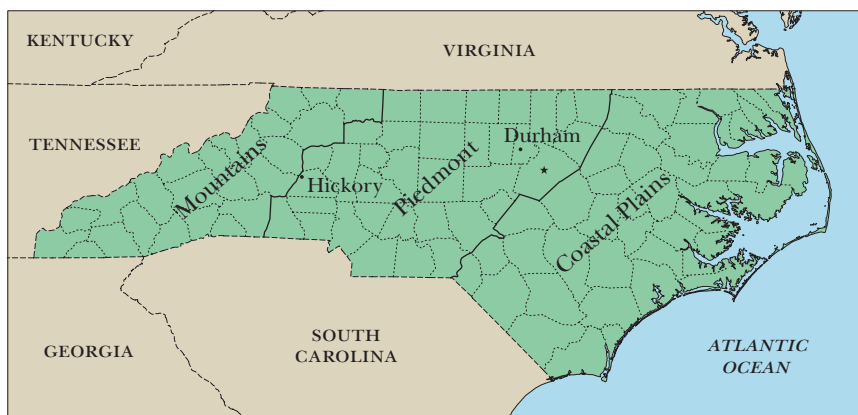 KENTUCKY
VIRGINIA
TENNESSEE
Mountains
Hickory
Piedmont
Durham
Coastal Plains
GEORGIA
SOUTH
CAROLINA
ATLANTIC
OCEAN